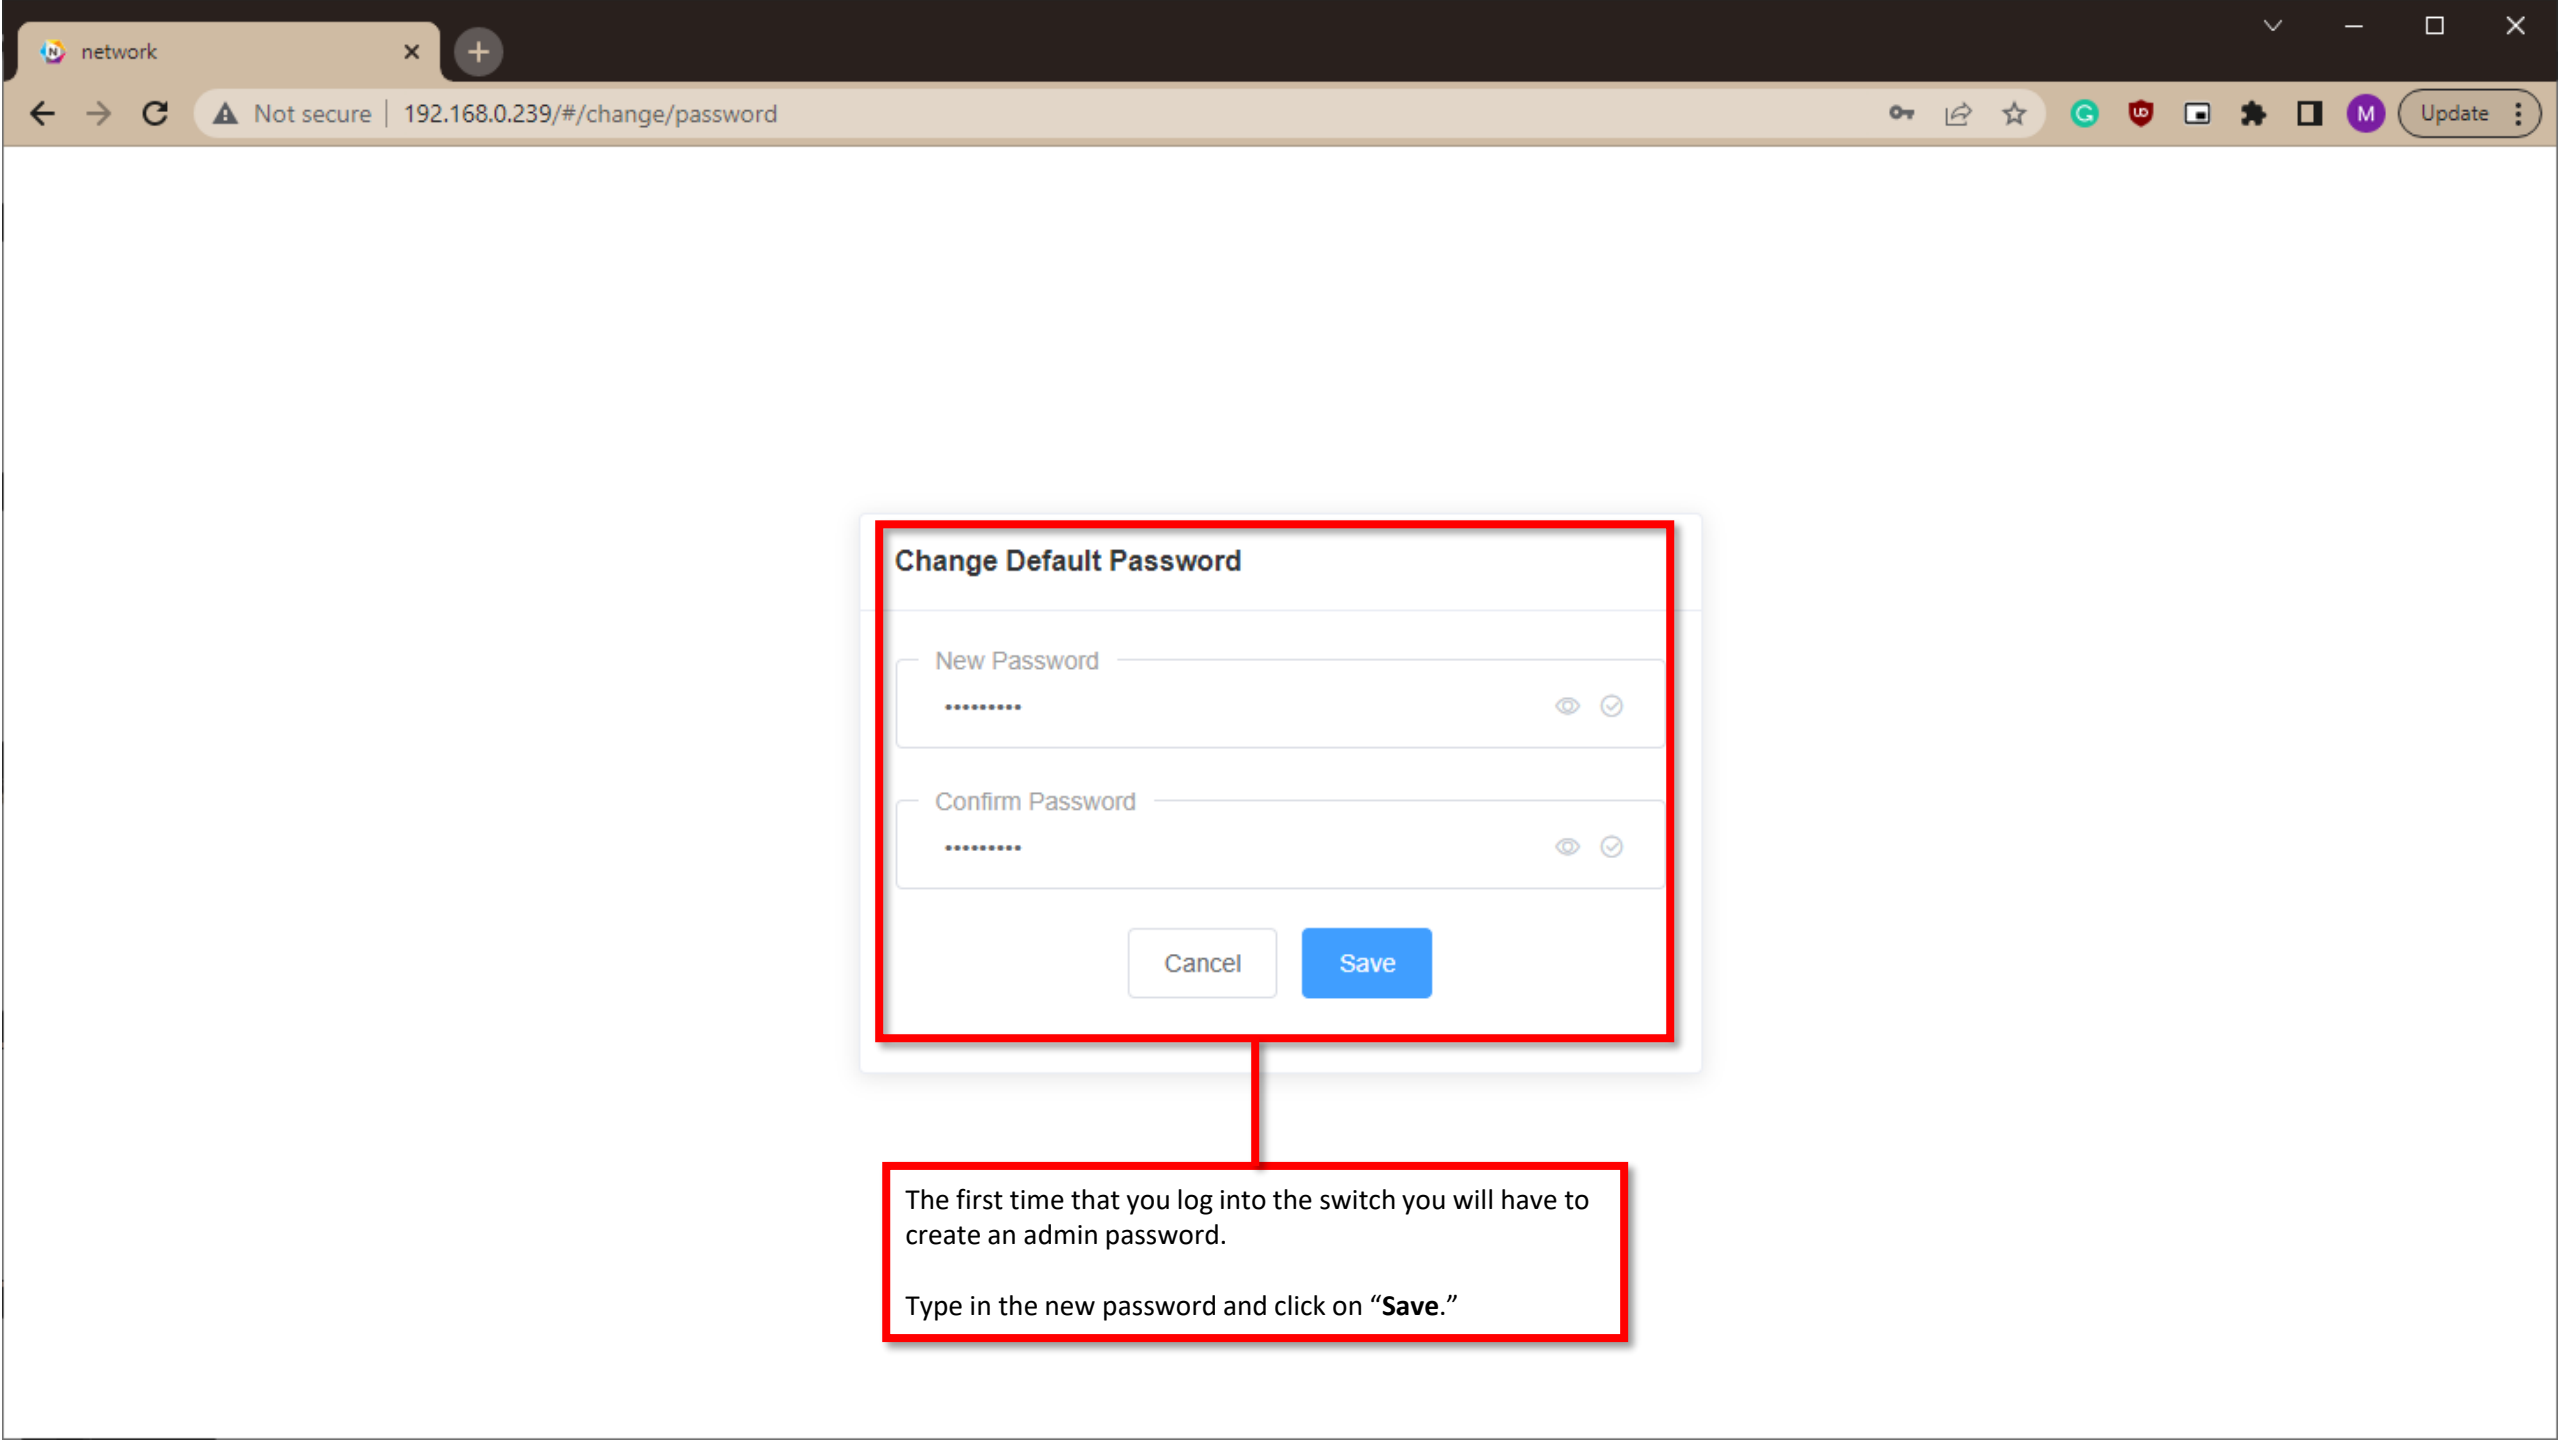 network
Not secure | 192.168.0.239/#/change/password
M
Update
Change Default Password
New Password
•••••••••
Confirm Password
•••••••••
Cancel
Save
The first time that you log into the switch you will have to
create an admin password.
Type in the new password and click on “Save.”